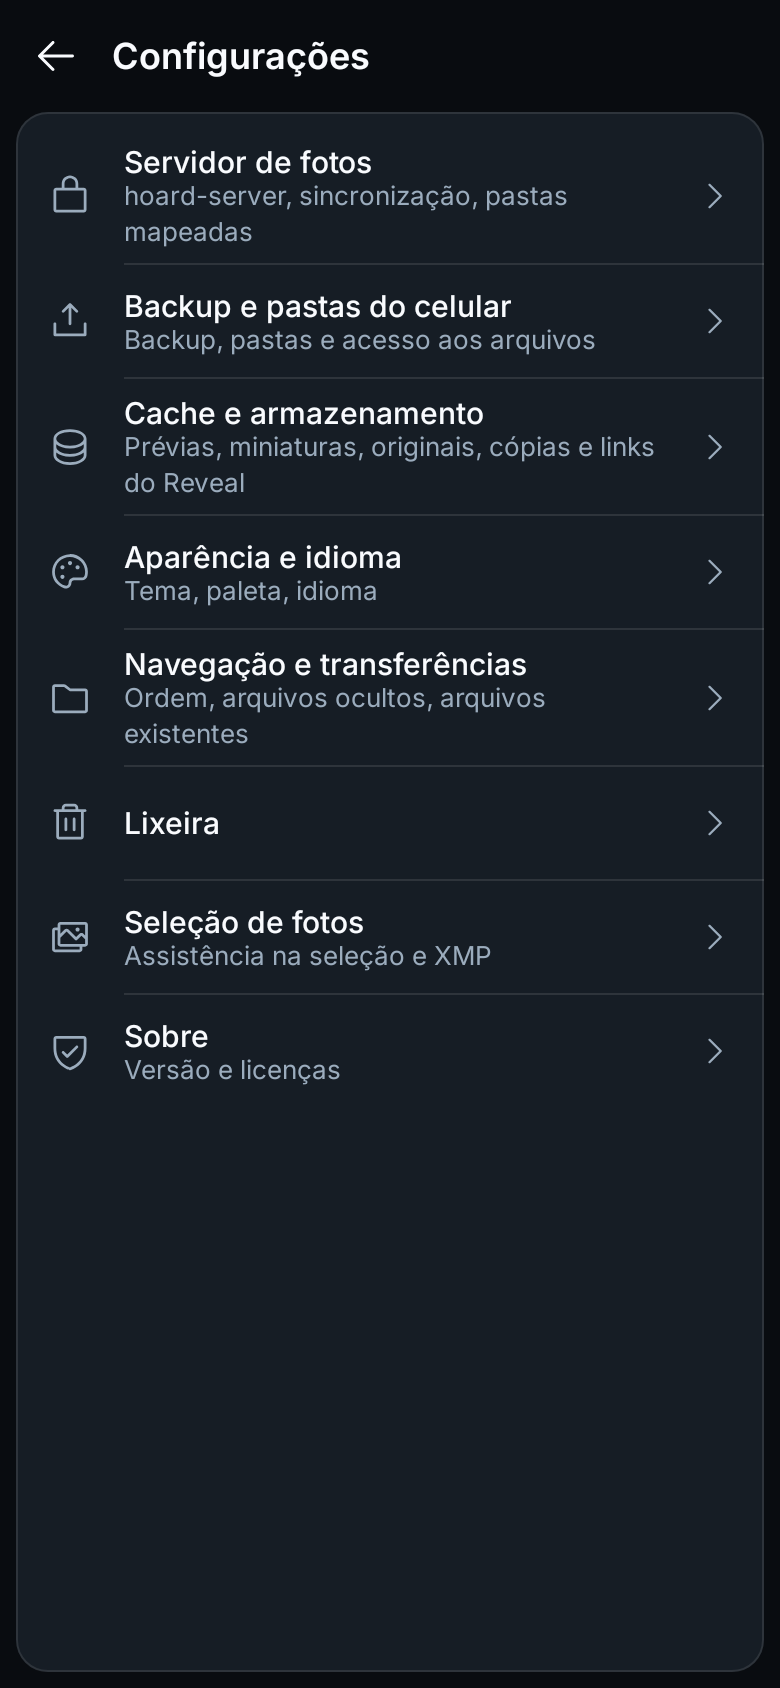 Configurações
Servidor de fotos
hoard-server, sincronização, pastas
mapeadas
Backup e pastas do celular
Backup, pastas e acesso aos arquivos
Cache e armazenamento
Prévias, miniaturas, originais, cópias e links
do Reveal
Aparência e idioma
Tema, paleta, idioma
Navegação e transferências
Ordem, arquivos ocultos, arquivos
existentes
Lixeira
Seleção de fotos
Assistência na seleção e XMP
Sobre
Versão e licenças